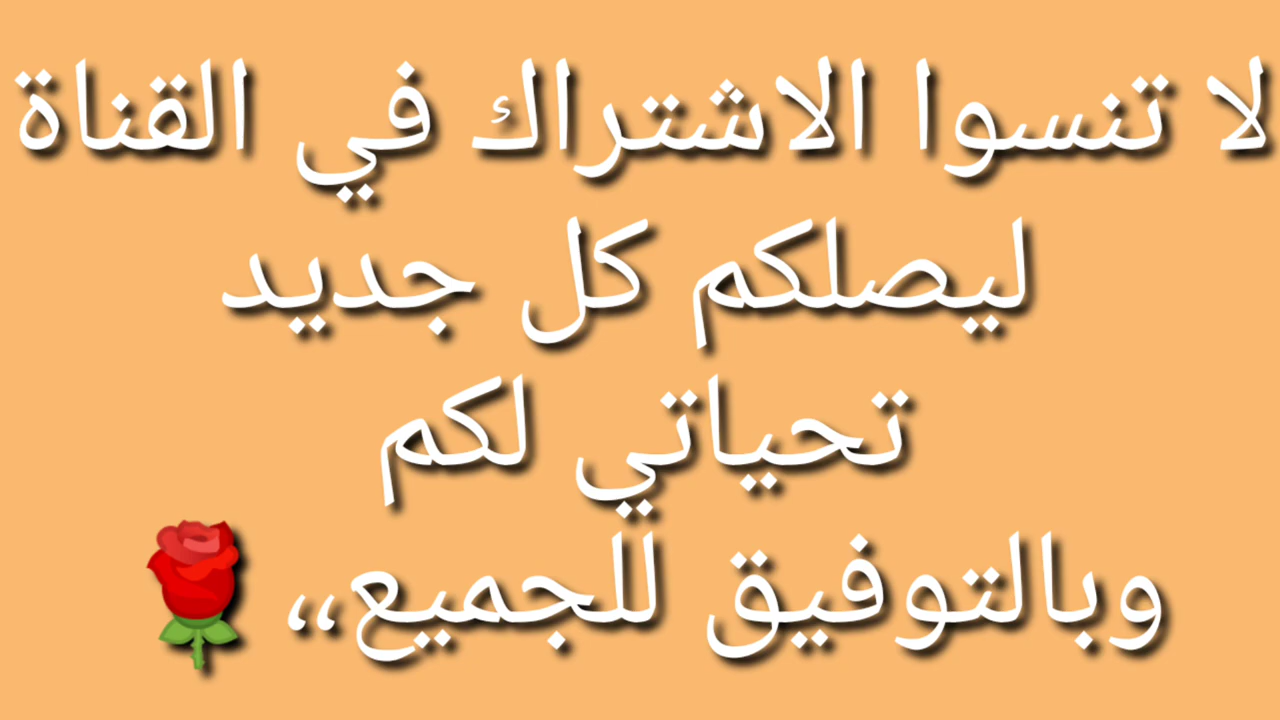 لا تنسوا الاشتراك في القناة
ليصلكم كل جديد
تحياتي لكم
وبالتوفيق للجميع،، 🌹